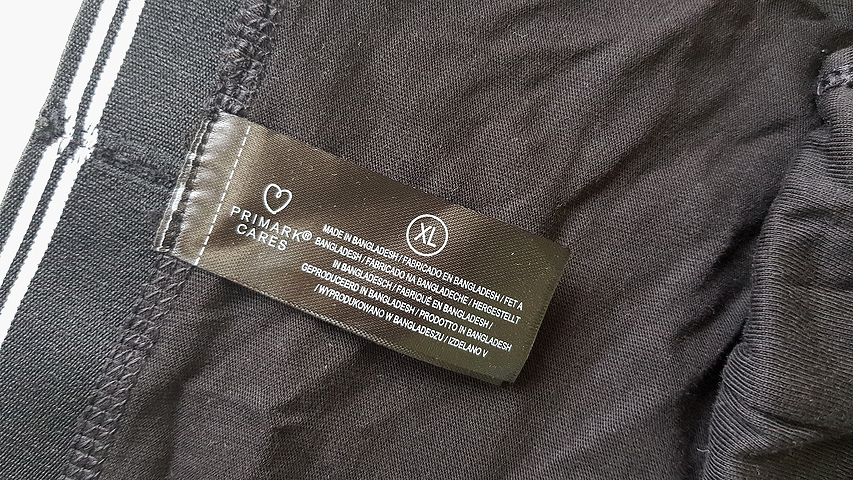 PRIMARK®
CARES
XL
MADE IN BANGLADESH / FABRICADO EN BANGLADESH / FET A
BANGLADESH / FABRICADO NA BANGLADECHE / HERGESTELLT
IN BANGLADESCH / FABRIQUÉ EN BANGLADESH /
GEPRODUCEERD IN BANGLADESH / PRODOTTO IN BANGLADESH
/ WYPRODUKOWANO W BANGLADESZU / IZDELANO V